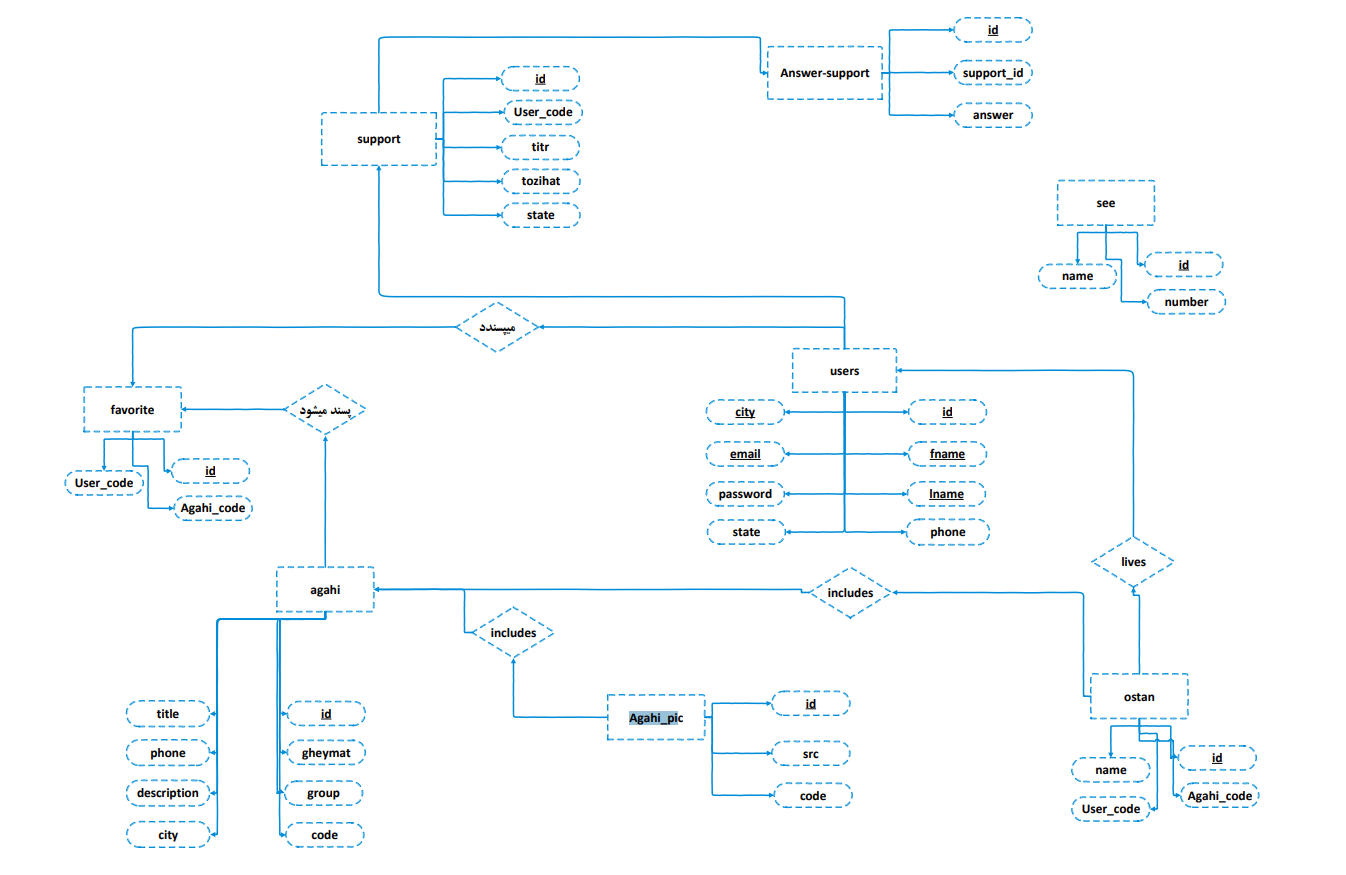 id
Answer-support
support_id
answer
id
User_code
support
titr
tozihat
state
see
name
id
number
میپسندد
users
favorite
پسند میشود
city
id
email
fname
password
lname
state
phone
User_code
id
Agahi_code
lives
agahi
includes
includes
title
id
phone
gheymat
description
group
city
code
Agahi_pic
id
src
code
ostan
name
id
User_code
Agahi_code